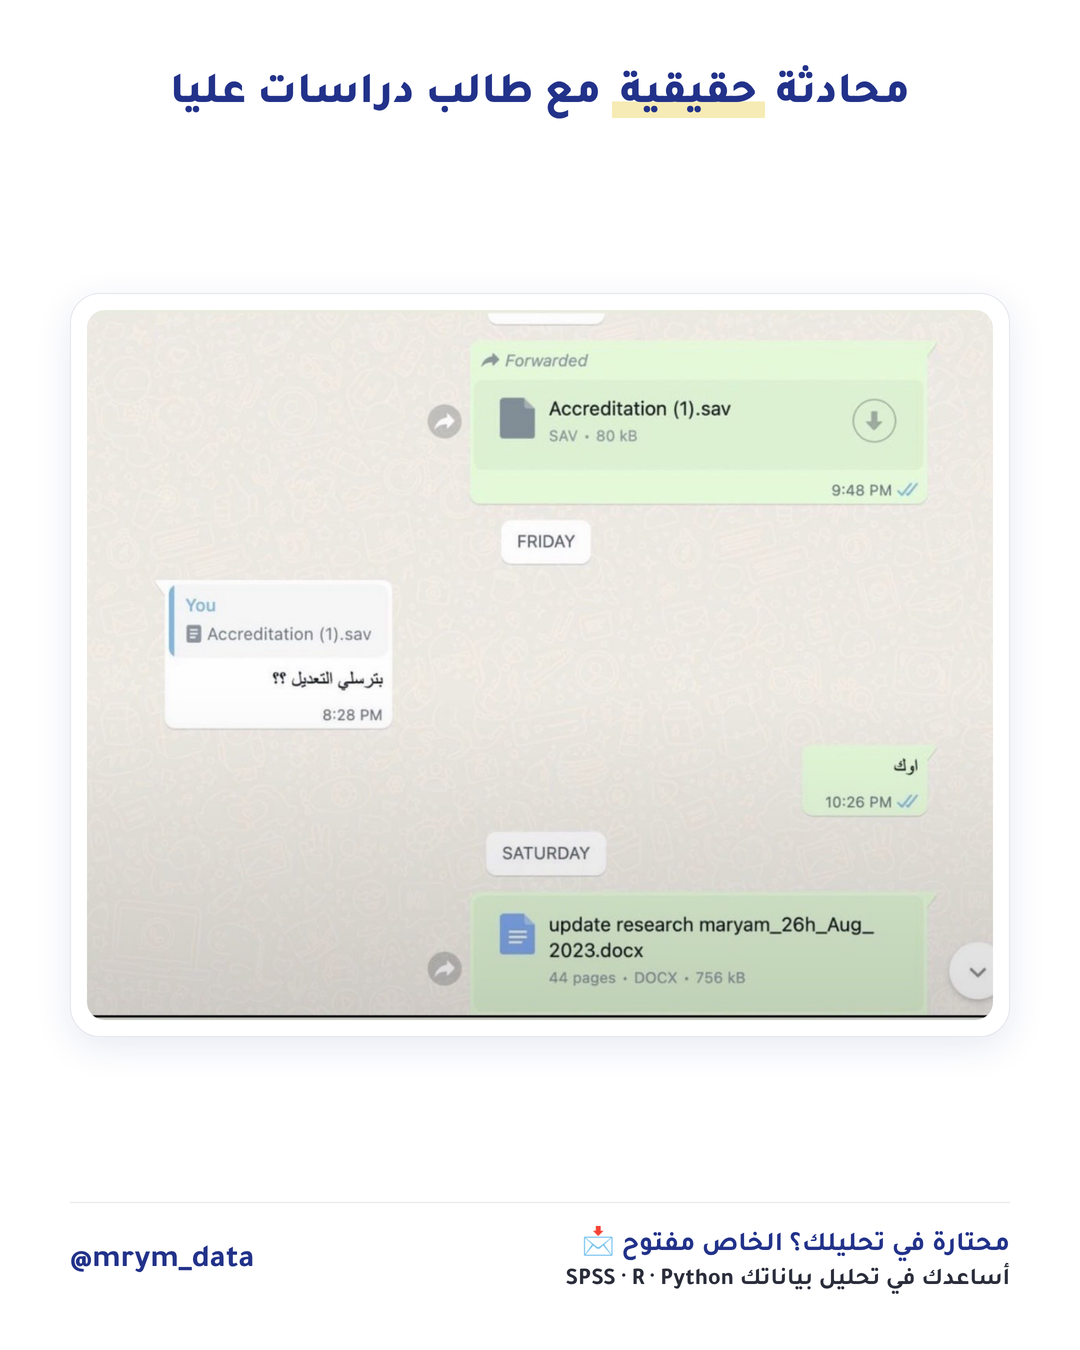 محادثة حقيقية مع طالب دراسات عليا
Forwarded
Accreditation (1).sav
SAV • 80 kB
9:48 PM
FRIDAY
You
Accreditation (1).sav
بترسلي التعديل ؟؟
8:28 PM
اوك
10:26 PM
SATURDAY
update research maryam_26h_Aug_
2023.docx
44 pages • DOCX • 756 kB
محتارة في تحليلك؟ الخاص مفتوح 📩
أساعدك في تحليل بياناتك SPSS · R · Python
@mrym_data